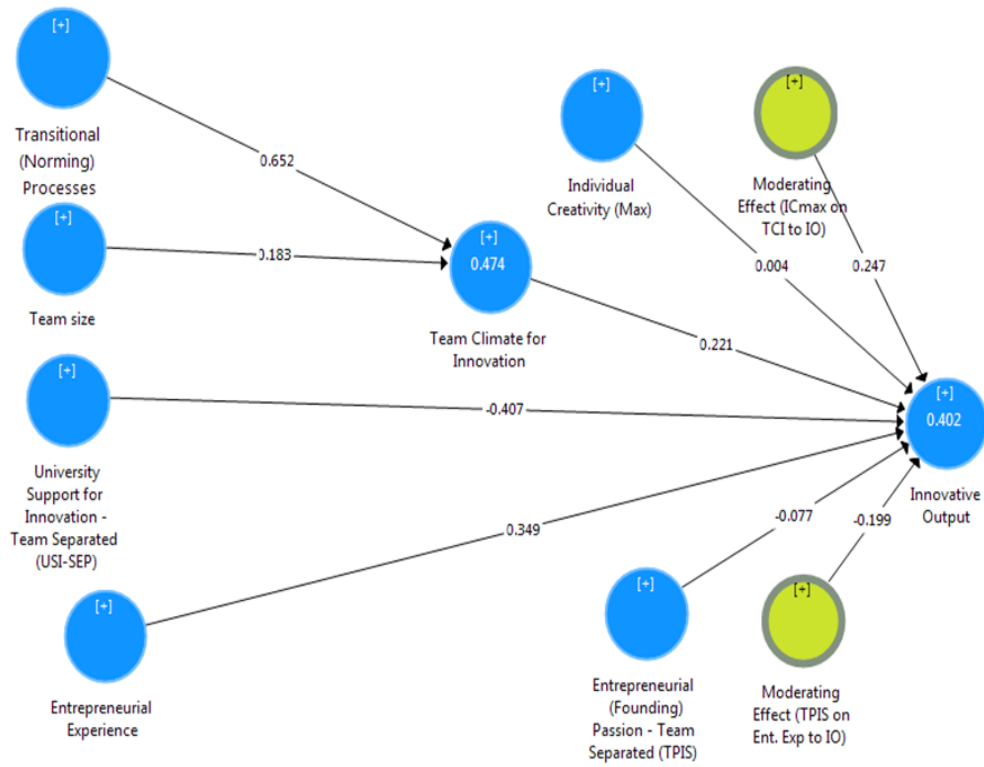 [+]
Transitional
(Norming)
Processes
0.652
[+]
Team size
0.183
[+]
0.474
Team Climate for
Innovation
[+]
Individual
Creativity (Max)
0.004
[+]
Moderating
Effect (ICmax on
TCI to IO)
0.247
0.221
[+]
University
Support for
Innovation -
Team Separated
(USI-SEP)
-0.407
[+]
0.402
Innovative
Output
[+]
Entrepreneurial
Experience
0.349
[+]
Entrepreneurial
(Founding)
Passion - Team
Separated (TPIS)
-0.077
[+]
Moderating
Effect (TPIS on
Ent. Exp to IO)
-0.199